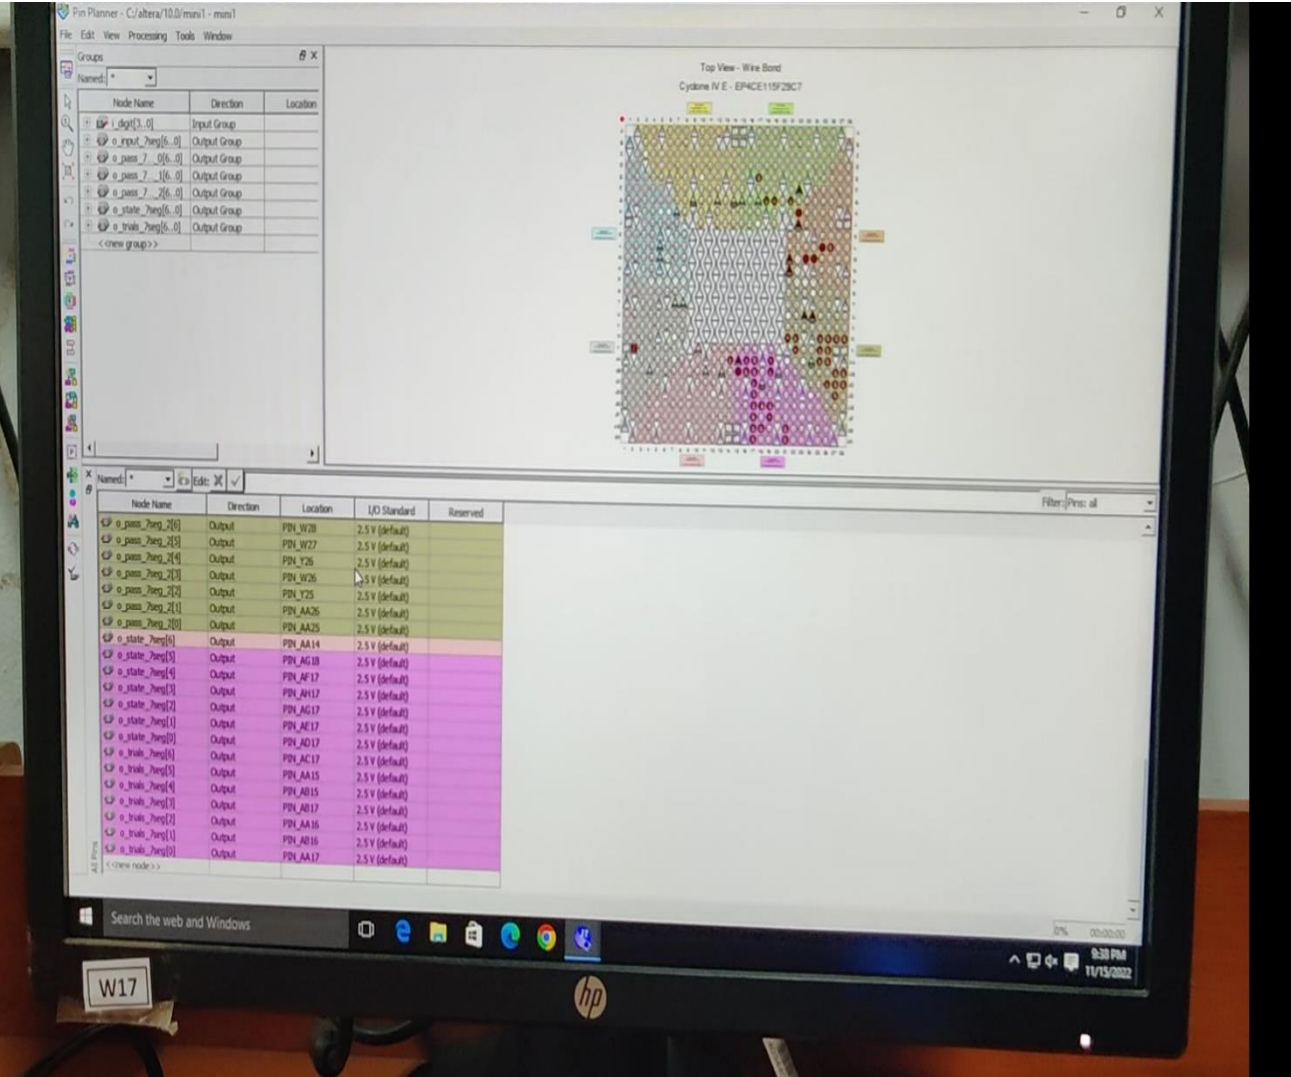 Pin Planner - C:/altera/10.0/mini1 - mini1
File Edit View Processing Tools Window
Groups
Named: *
Node Name Direction Location
i_digit[3..0] Input Group
o_input_7seg[6..0] Output Group
o_pass_7..._0[6..0] Output Group
o_pass_7..._1[6..0] Output Group
o_pass_7..._2[6..0] Output Group
o_state_7seg[6..0] Output Group
o_trials_7seg[6..0] Output Group
<<new group>>
Top View - Wire Bond
Cyclone IV E - EP4CE115F29C7
Named: * Edit:
Filter: Pins: all
Node Name Direction Location I/O Standard Reserved
o_pass_7seg_2[6] Output PIN_W28 2.5 V (default)
o_pass_7seg_2[5] Output PIN_W27 2.5 V (default)
o_pass_7seg_2[4] Output PIN_Y26 2.5 V (default)
o_pass_7seg_2[3] Output PIN_W26 2.5 V (default)
o_pass_7seg_2[2] Output PIN_Y25 2.5 V (default)
o_pass_7seg_2[1] Output PIN_AA26 2.5 V (default)
o_pass_7seg_2[0] Output PIN_AA25 2.5 V (default)
o_state_7seg[6] Output PIN_AA14 2.5 V (default)
o_state_7seg[5] Output PIN_AG18 2.5 V (default)
o_state_7seg[4] Output PIN_AF17 2.5 V (default)
o_state_7seg[3] Output PIN_AH17 2.5 V (default)
o_state_7seg[2] Output PIN_AG17 2.5 V (default)
o_state_7seg[1] Output PIN_AE17 2.5 V (default)
o_state_7seg[0] Output PIN_AD17 2.5 V (default)
o_trials_7seg[6] Output PIN_AC17 2.5 V (default)
o_trials_7seg[5] Output PIN_AA15 2.5 V (default)
o_trials_7seg[4] Output PIN_AB15 2.5 V (default)
o_trials_7seg[3] Output PIN_AB17 2.5 V (default)
o_trials_7seg[2] Output PIN_AA16 2.5 V (default)
o_trials_7seg[1] Output PIN_AB16 2.5 V (default)
o_trials_7seg[0] Output PIN_AA17 2.5 V (default)
<<new node>>
All Pins
0% 00:00:00
Search the web and Windows
9:38 PM
11/15/2022
W17
hp